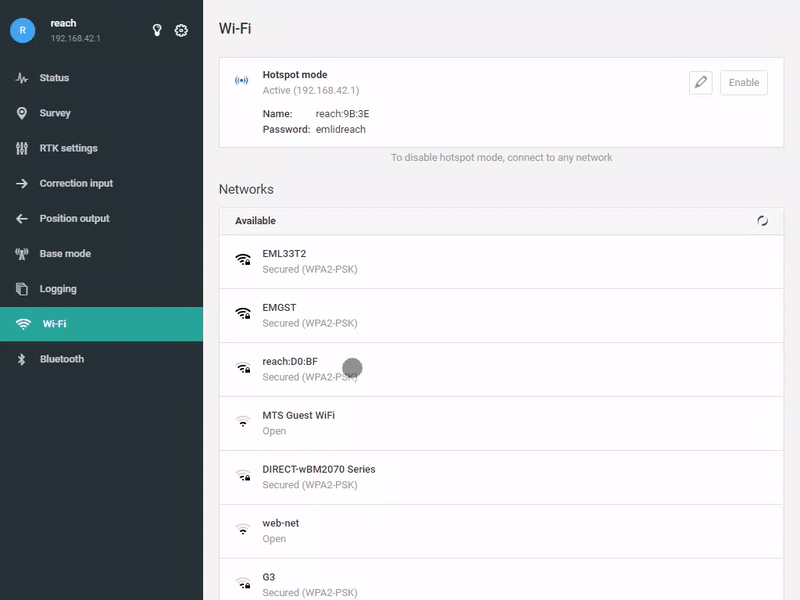 R
reach
192.168.42.1
Status
Survey
RTK settings
Correction input
Position output
Base mode
Logging
Wi-Fi
Bluetooth
Wi-Fi
Hotspot mode
Active (192.168.42.1)
Enable
Name: reach:9B:3E
Password: emlidreach
To disable hotspot mode, connect to any network
Networks
Available
EML33T2
Secured (WPA2-PSK)
EMGST
Secured (WPA2-PSK)
reach:D0:BF
Secured (WPA2-PSK)
MTS Guest WiFi
Open
DIRECT-wBM2070 Series
Secured (WPA2-PSK)
web-net
Open
G3
Secured (WPA2-PSK)